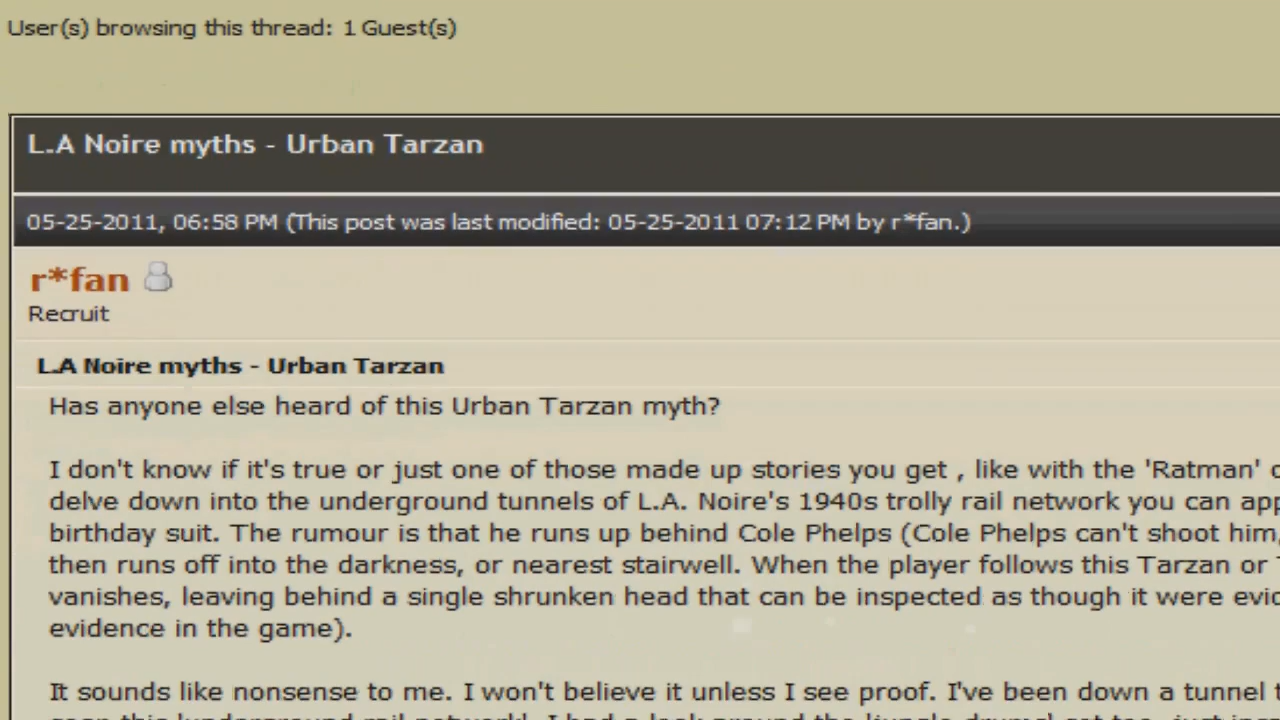 User(s) browsing this thread: 1 Guest(s)
L.A Noire myths - Urban Tarzan
05-25-2011, 06:58 PM (This post was last modified: 05-25-2011 07:12 PM by r*fan.)
r*fan
Recruit
L.A Noire myths - Urban Tarzan
Has anyone else heard of this Urban Tarzan myth?
I don't know if it's true or just one of those made up stories you get , like with the 'Ratman'
delve down into the underground tunnels of L.A. Noire's 1940s trolly rail network you can
birthday suit. The rumour is that he runs up behind Cole Phelps (Cole Phelps can't shoot him,
then runs off into the darkness, or nearest stairwell. When the player follows this Tarzan or
vanishes, leaving behind a single shrunken head that can be inspected as though it were
evidence in the game).
It sounds like nonsense to me. I won't believe it unless I see proof. I've been down a tunnel